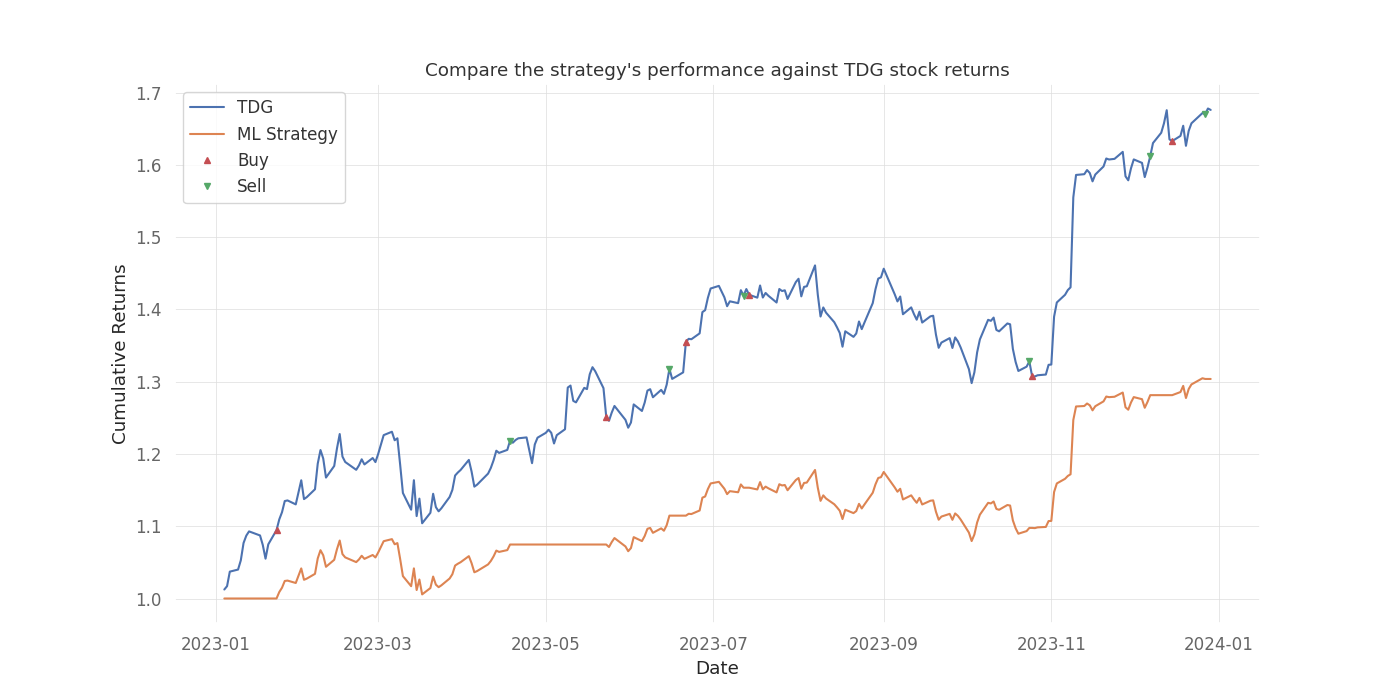 Compare the strategy's performance against TDG stock returns
TDG
ML Strategy
Buy
Sell
Cumulative Returns
1.7
1.6
1.5
1.4
1.3
1.2
1.1
1.0
2023-01 2023-03 2023-05 2023-07 2023-09 2023-11 2024-01
Date